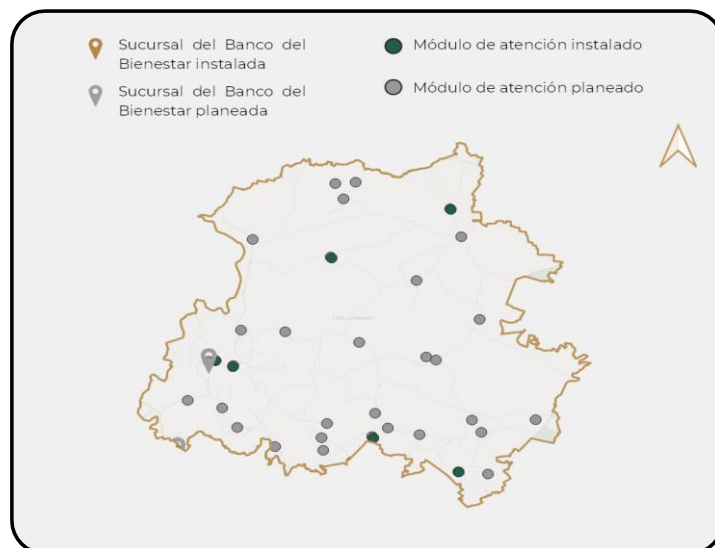 Sucursal del Banco del
Bienestar instalada
Sucursal del Banco del
Bienestar planeada
Módulo de atención instalado
Módulo de atención planeado